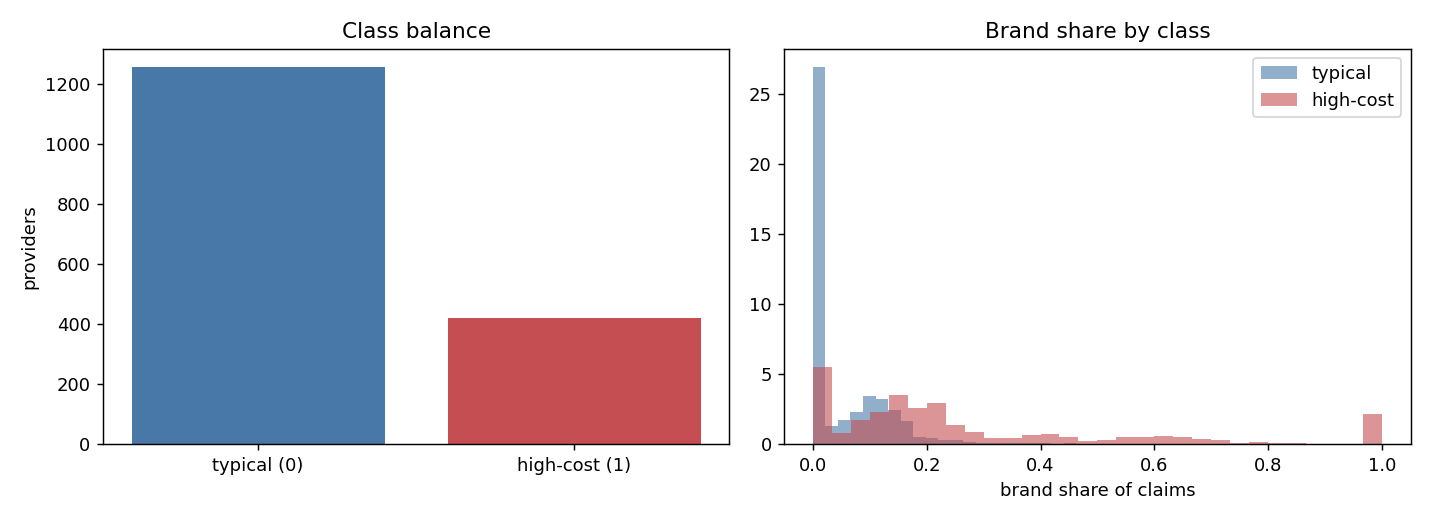 Class balance
1200
1000
800
600
400
200
0
providers
typical (0)
high-cost (1)
Brand share by class
typical
high-cost
25
20
15
10
5
0
0.0
0.2
0.4
0.6
0.8
1.0
brand share of claims